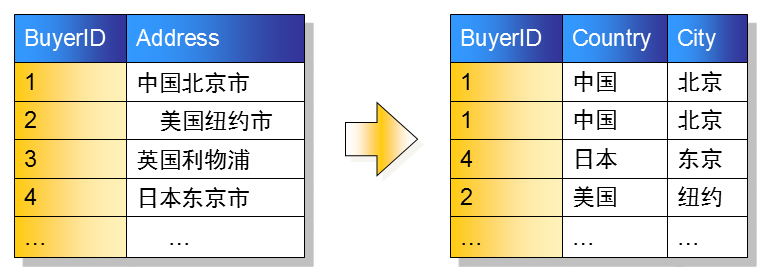 BuyerID Address
1 中国北京市
2 美国纽约市
3 英国利物浦
4 日本东京市
… …
BuyerID Country City
1 中国 北京
1 中国 北京
4 日本 东京
2 美国 纽约
… … …